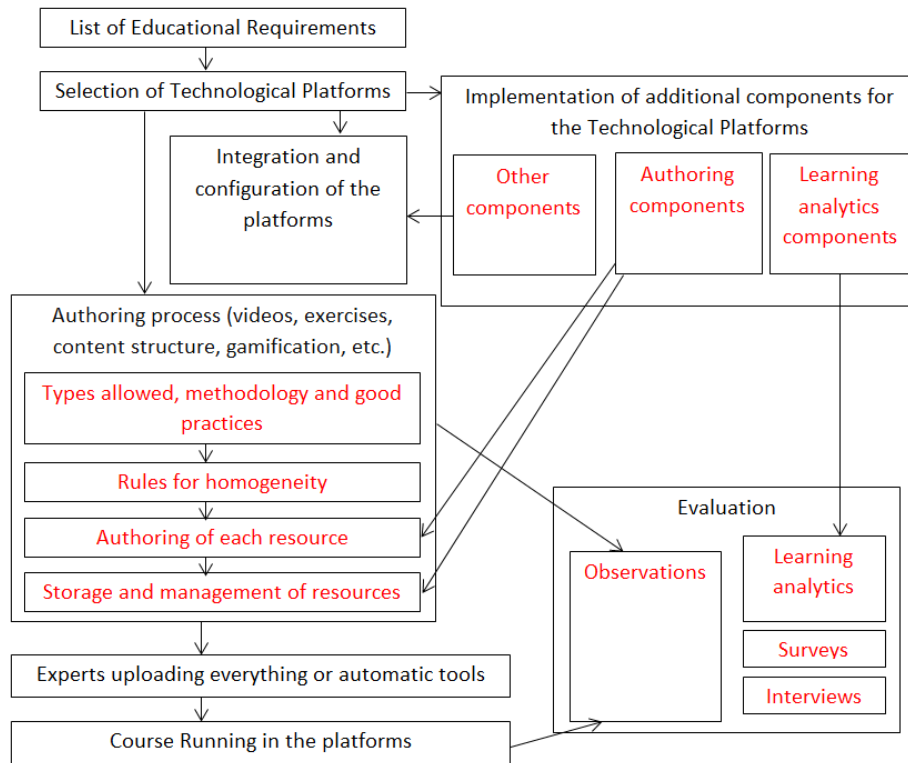 List of Educational Requirements
Selection of Technological Platforms
Implementation of additional components for
the Technological Platforms
Integration and
configuration of the
platforms
Other
components
Authoring
components
Learning
analytics
components
Authoring process (videos, exercises,
content structure, gamification, etc.)
Types allowed, methodology and good
practices
Rules for homogeneity
Authoring of each resource
Storage and management of resources
Evaluation
Observations
Learning
analytics
Surveys
Interviews
Experts uploading everything or automatic tools
Course Running in the platforms